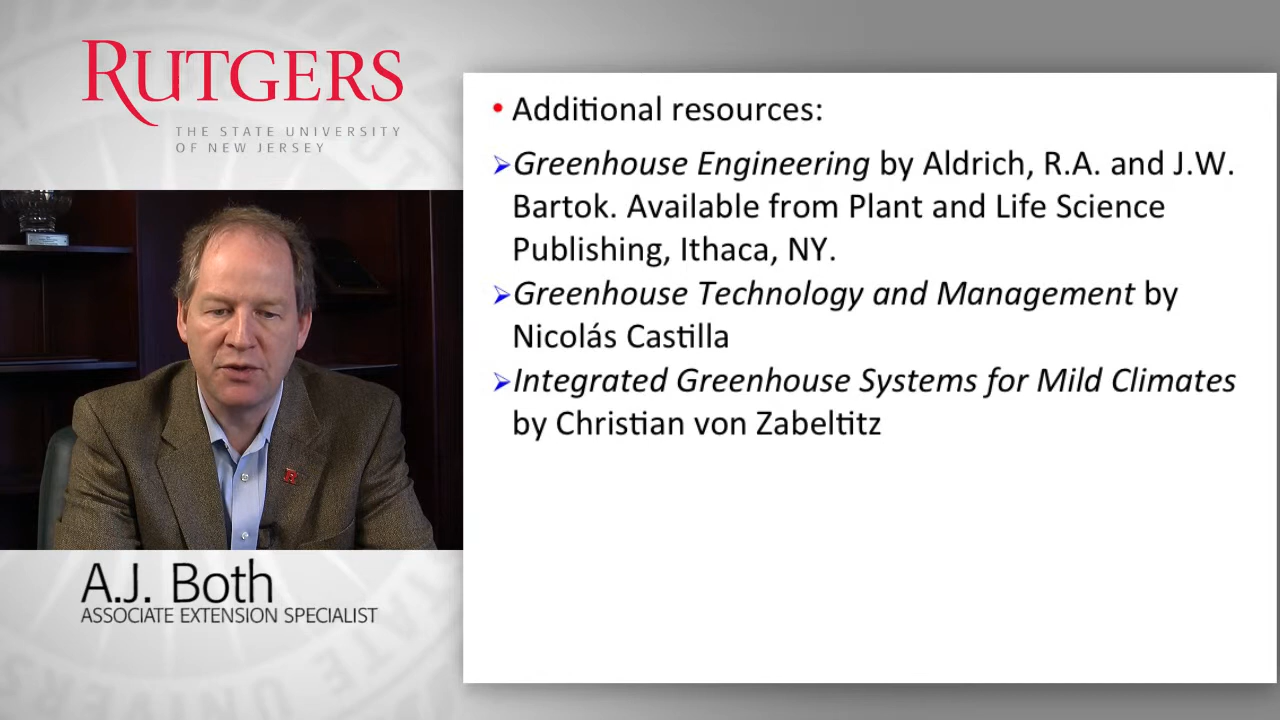 RUTGERS
THE STATE UNIVERSITY
OF NEW JERSEY
• Additional resources:
➢Greenhouse Engineering by Aldrich, R.A. and J.W.
Bartok. Available from Plant and Life Science
Publishing, Ithaca, NY.
➢Greenhouse Technology and Management by
Nicolás Castilla
➢Integrated Greenhouse Systems for Mild Climates
by Christian von Zabeltitz
A.J. Both
ASSOCIATE EXTENSION SPECIALIST